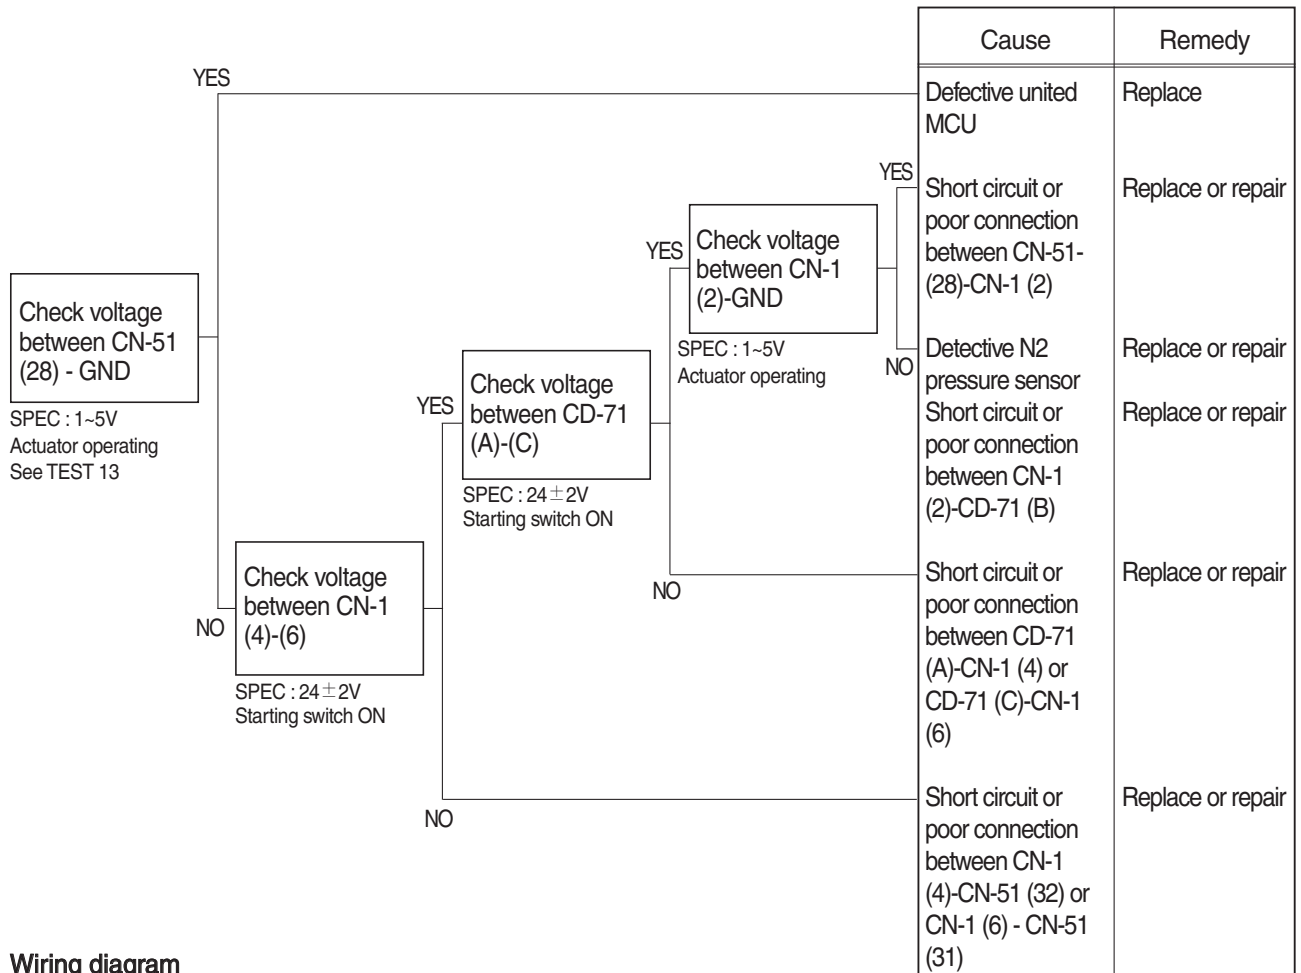 Cause
Remedy
YES
Defective united
MCU
Replace
YES
Short circuit or
poor connection
between CN-51-
(28)-CN-1 (2)
Replace or repair
YES
Check voltage
between CN-1
(2)-GND
SPEC : 1~5V
Actuator operating
NO
Detective N2
pressure sensor
Replace or repair
Short circuit or
poor connection
between CN-1
(2)-CD-71 (B)
Replace or repair
Check voltage
between CN-51
(28) - GND
SPEC : 1~5V
Actuator operating
See TEST 13
YES
Check voltage
between CD-71
(A)-(C)
SPEC : 24±2V
Starting switch ON
NO
Short circuit or
poor connection
between CD-71
(A)-CN-1 (4) or
CD-71 (C)-CN-1
(6)
Replace or repair
NO
Check voltage
between CN-1
(4)-(6)
SPEC : 24±2V
Starting switch ON
NO
Short circuit or
poor connection
between CN-1
(4)-CN-51 (32) or
CN-1 (6) - CN-51
(31)
Replace or repair
Wiring diagram